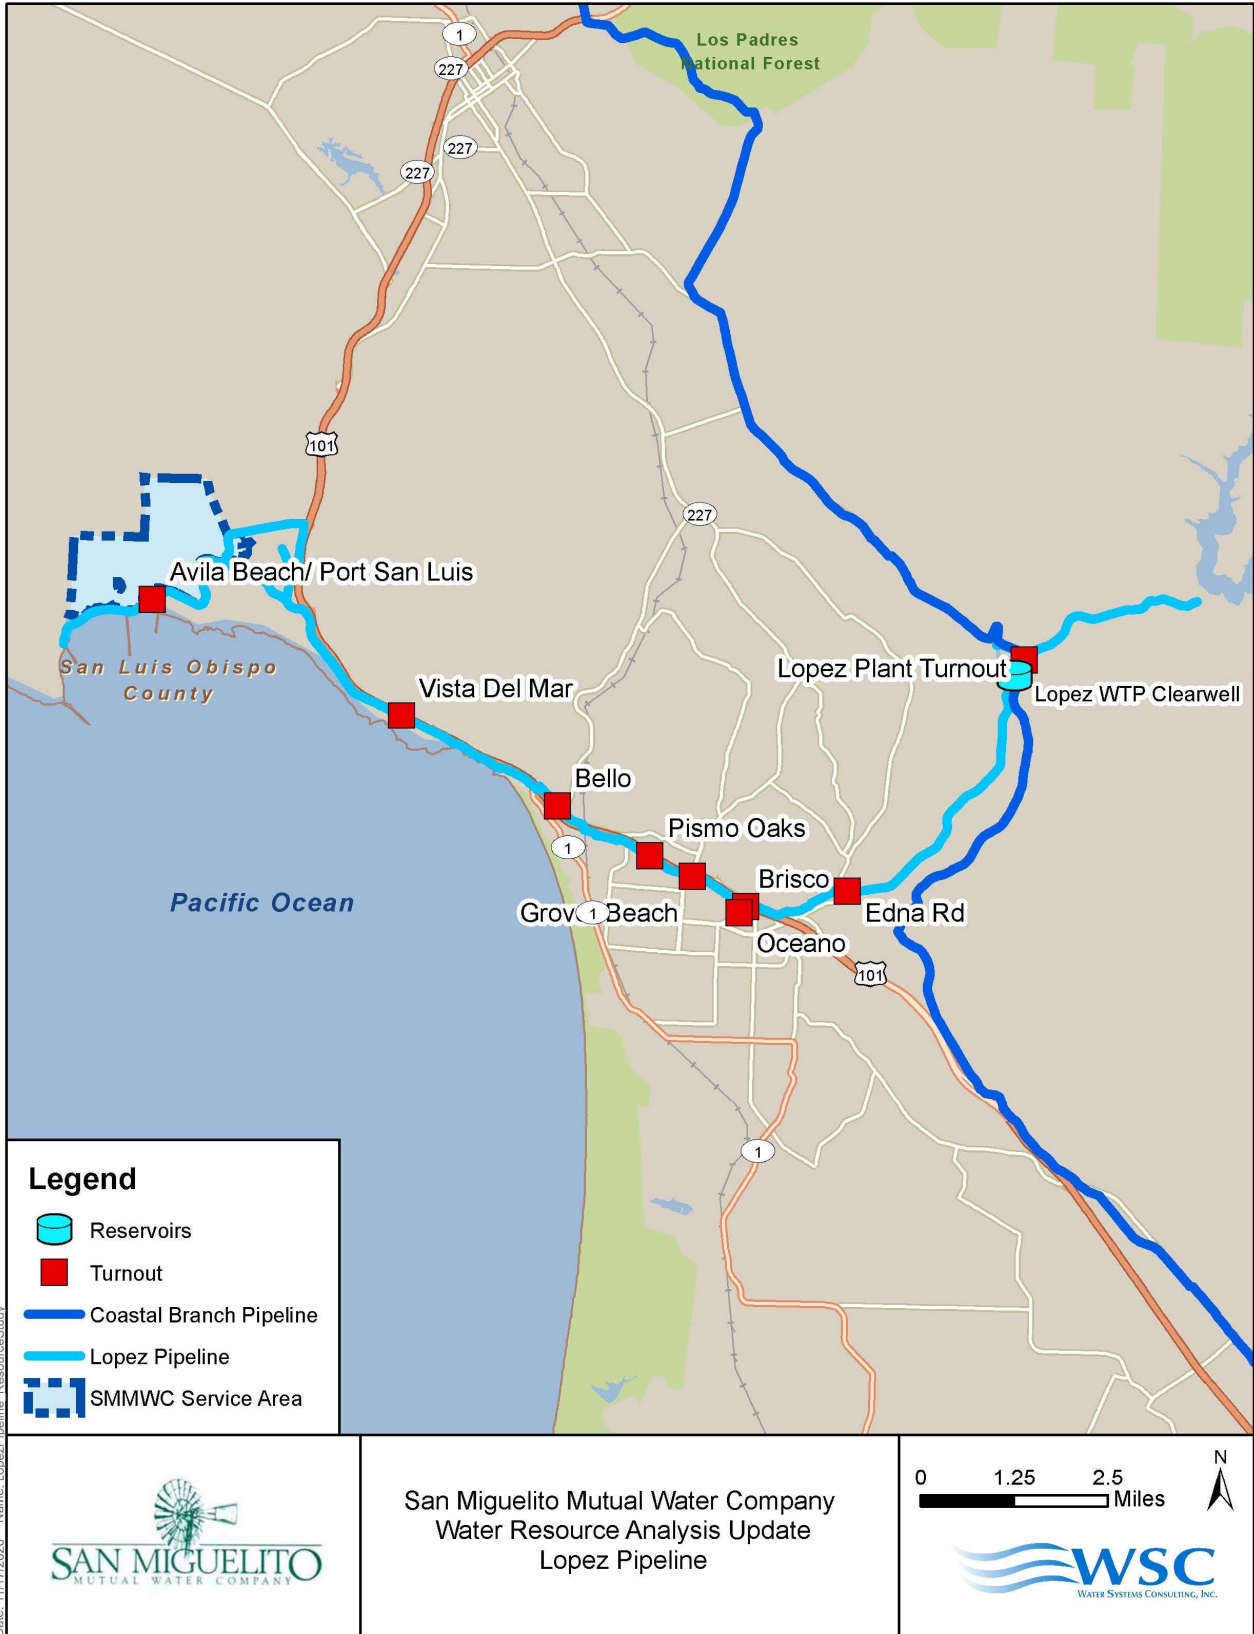 1
Los Padres
National Forest
227
227
227
101
227
Avila Beach/ Port San Luis
San Luis Obispo
County
Lopez Plant Turnout
Lopez WTP Clearwell
Vista Del Mar
Bello
Pismo Oaks
1
Brisco
Grover Beach
1
Edna Rd
Oceano
Pacific Ocean
101
1
Legend
Reservoirs
Turnout
Coastal Branch Pipeline
Lopez Pipeline
SMMWC Service Area
SAN MIGUELITO
MUTUAL WATER COMPANY
San Miguelito Mutual Water Company
Water Resource Analysis Update
Lopez Pipeline
0 1.25 2.5
Miles
N
WSC
WATER SYSTEMS CONSULTING, INC.